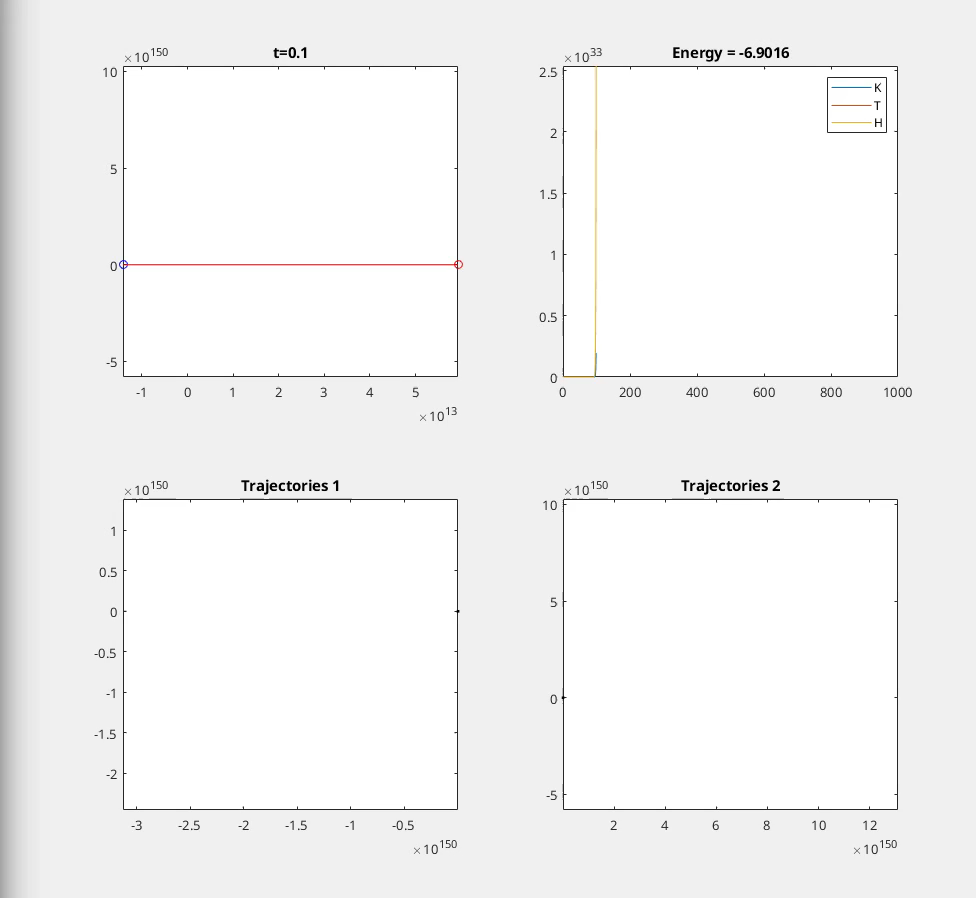 t=0.1
×10^150
10
5
0
-5
-1 0 1 2 3 4 5
×10^13
Energy = -6.9016
×10^33
2.5
2
1.5
1
0.5
0
K
T
H
0 200 400 600 800 1000
Trajectories 1
×10^150
1
0.5
0
-0.5
-1
-1.5
-2
-3 -2.5 -2 -1.5 -1 -0.5
×10^150
Trajectories 2
×10^150
10
5
0
-5
2 4 6 8 10 12
×10^150